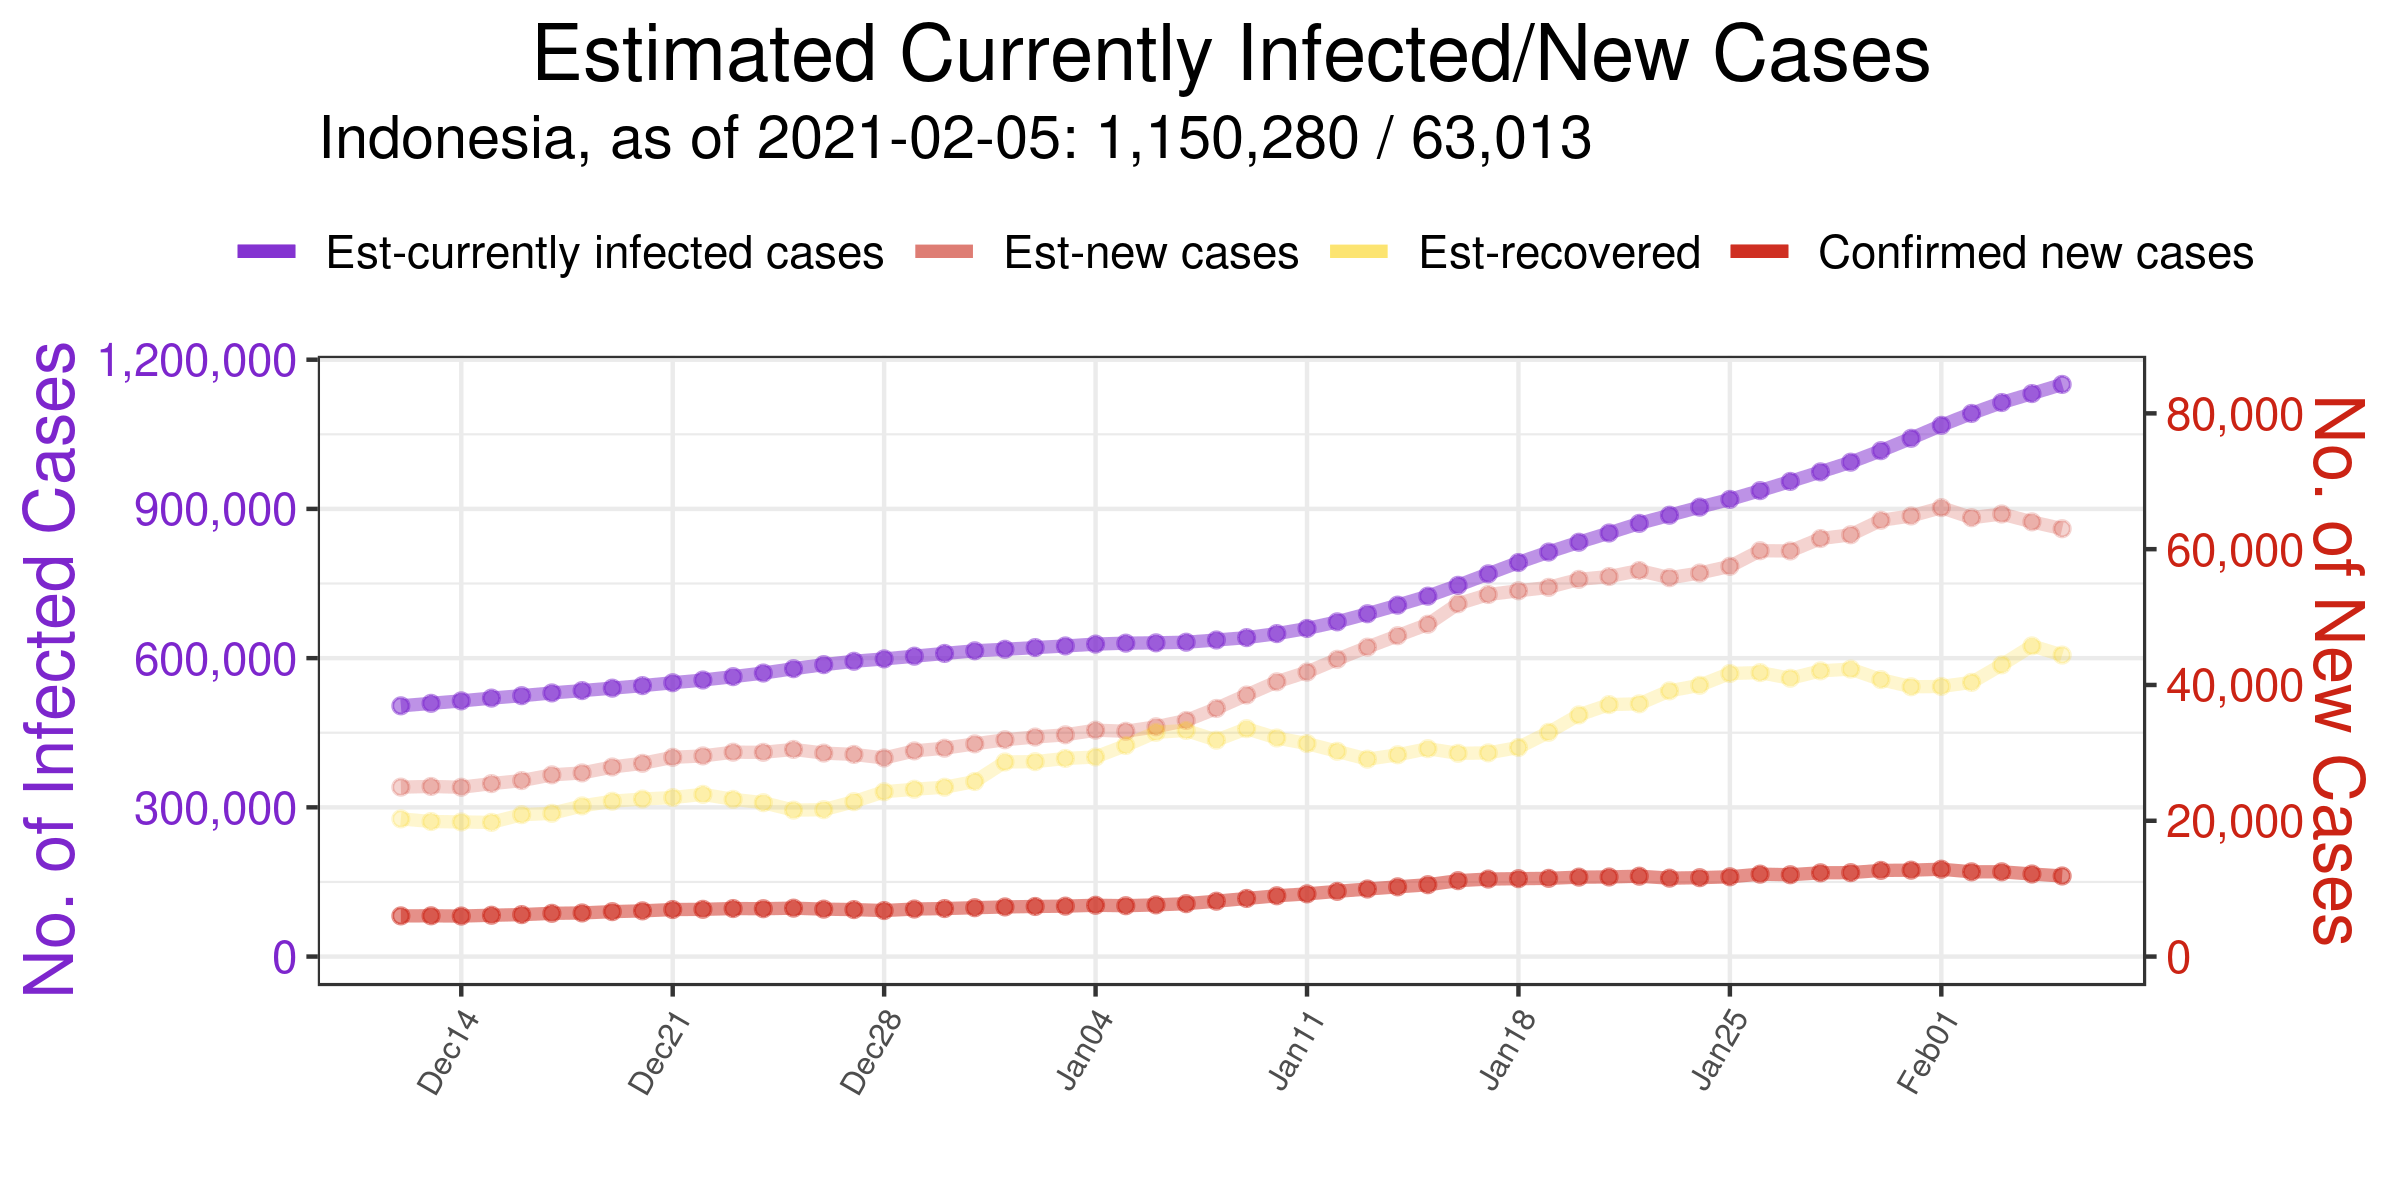 Estimated Currently Infected/New Cases
Indonesia, as of 2021-02-05: 1,150,280 / 63,013
Est-currently infected cases Est-new cases Est-recovered Confirmed new cases
No. of Infected Cases
1,200,000
900,000
600,000
300,000
0
80,000
60,000
40,000
20,000
0
No. of New Cases
Dec14 Dec21 Dec28 Jan04 Jan11 Jan18 Jan25 Feb01